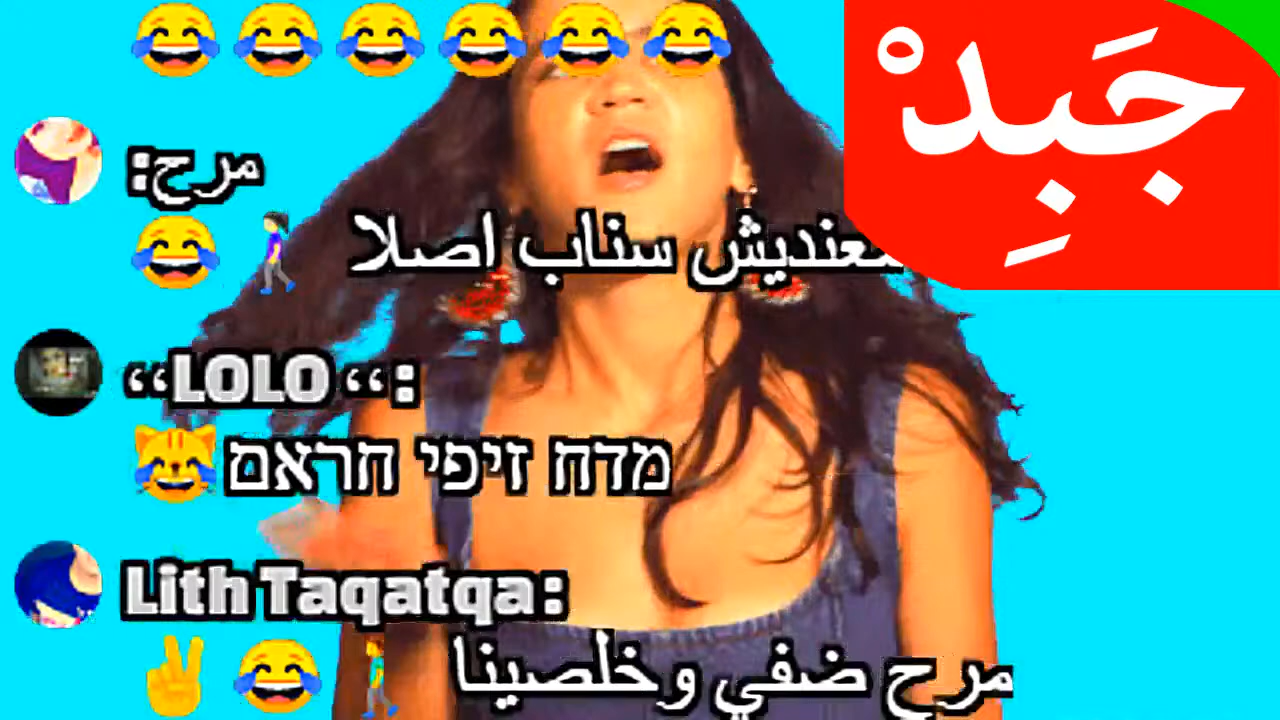 😂😂😂😂😂😂
جَبِدْ
مرح:
معنديش سناب اصلا 🚶‍♀️😂
،،LOLO ،،:
מדח זיפי חראם 😹
Lith Taqatqa:
مرح ضفي وخلصينا 🚶‍♂️😂✌️